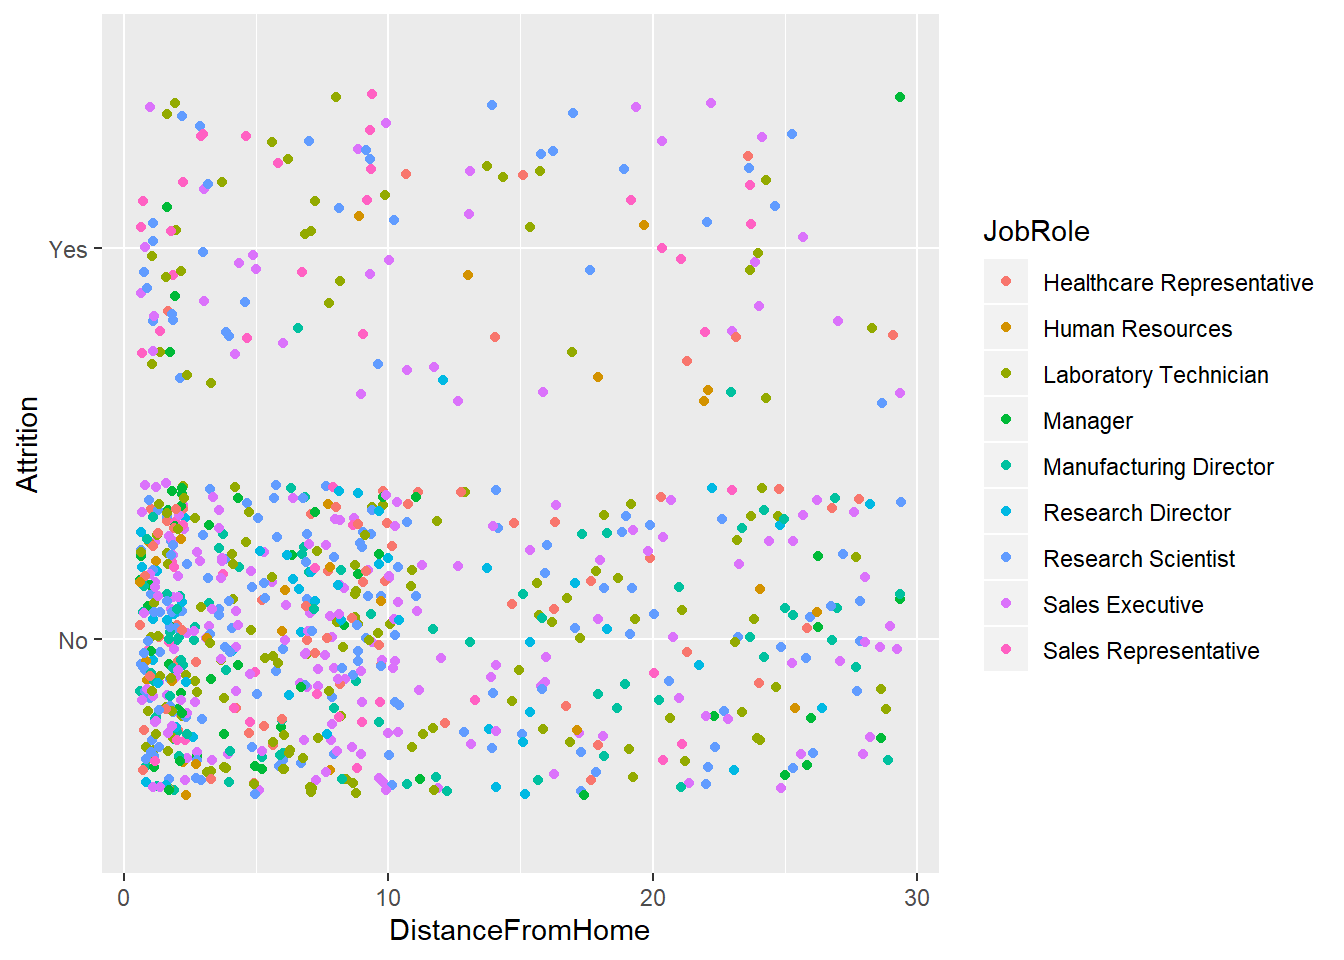 Yes
No
Attrition
0
10
20
30
DistanceFromHome
JobRole
Healthcare Representative
Human Resources
Laboratory Technician
Manager
Manufacturing Director
Research Director
Research Scientist
Sales Executive
Sales Representative